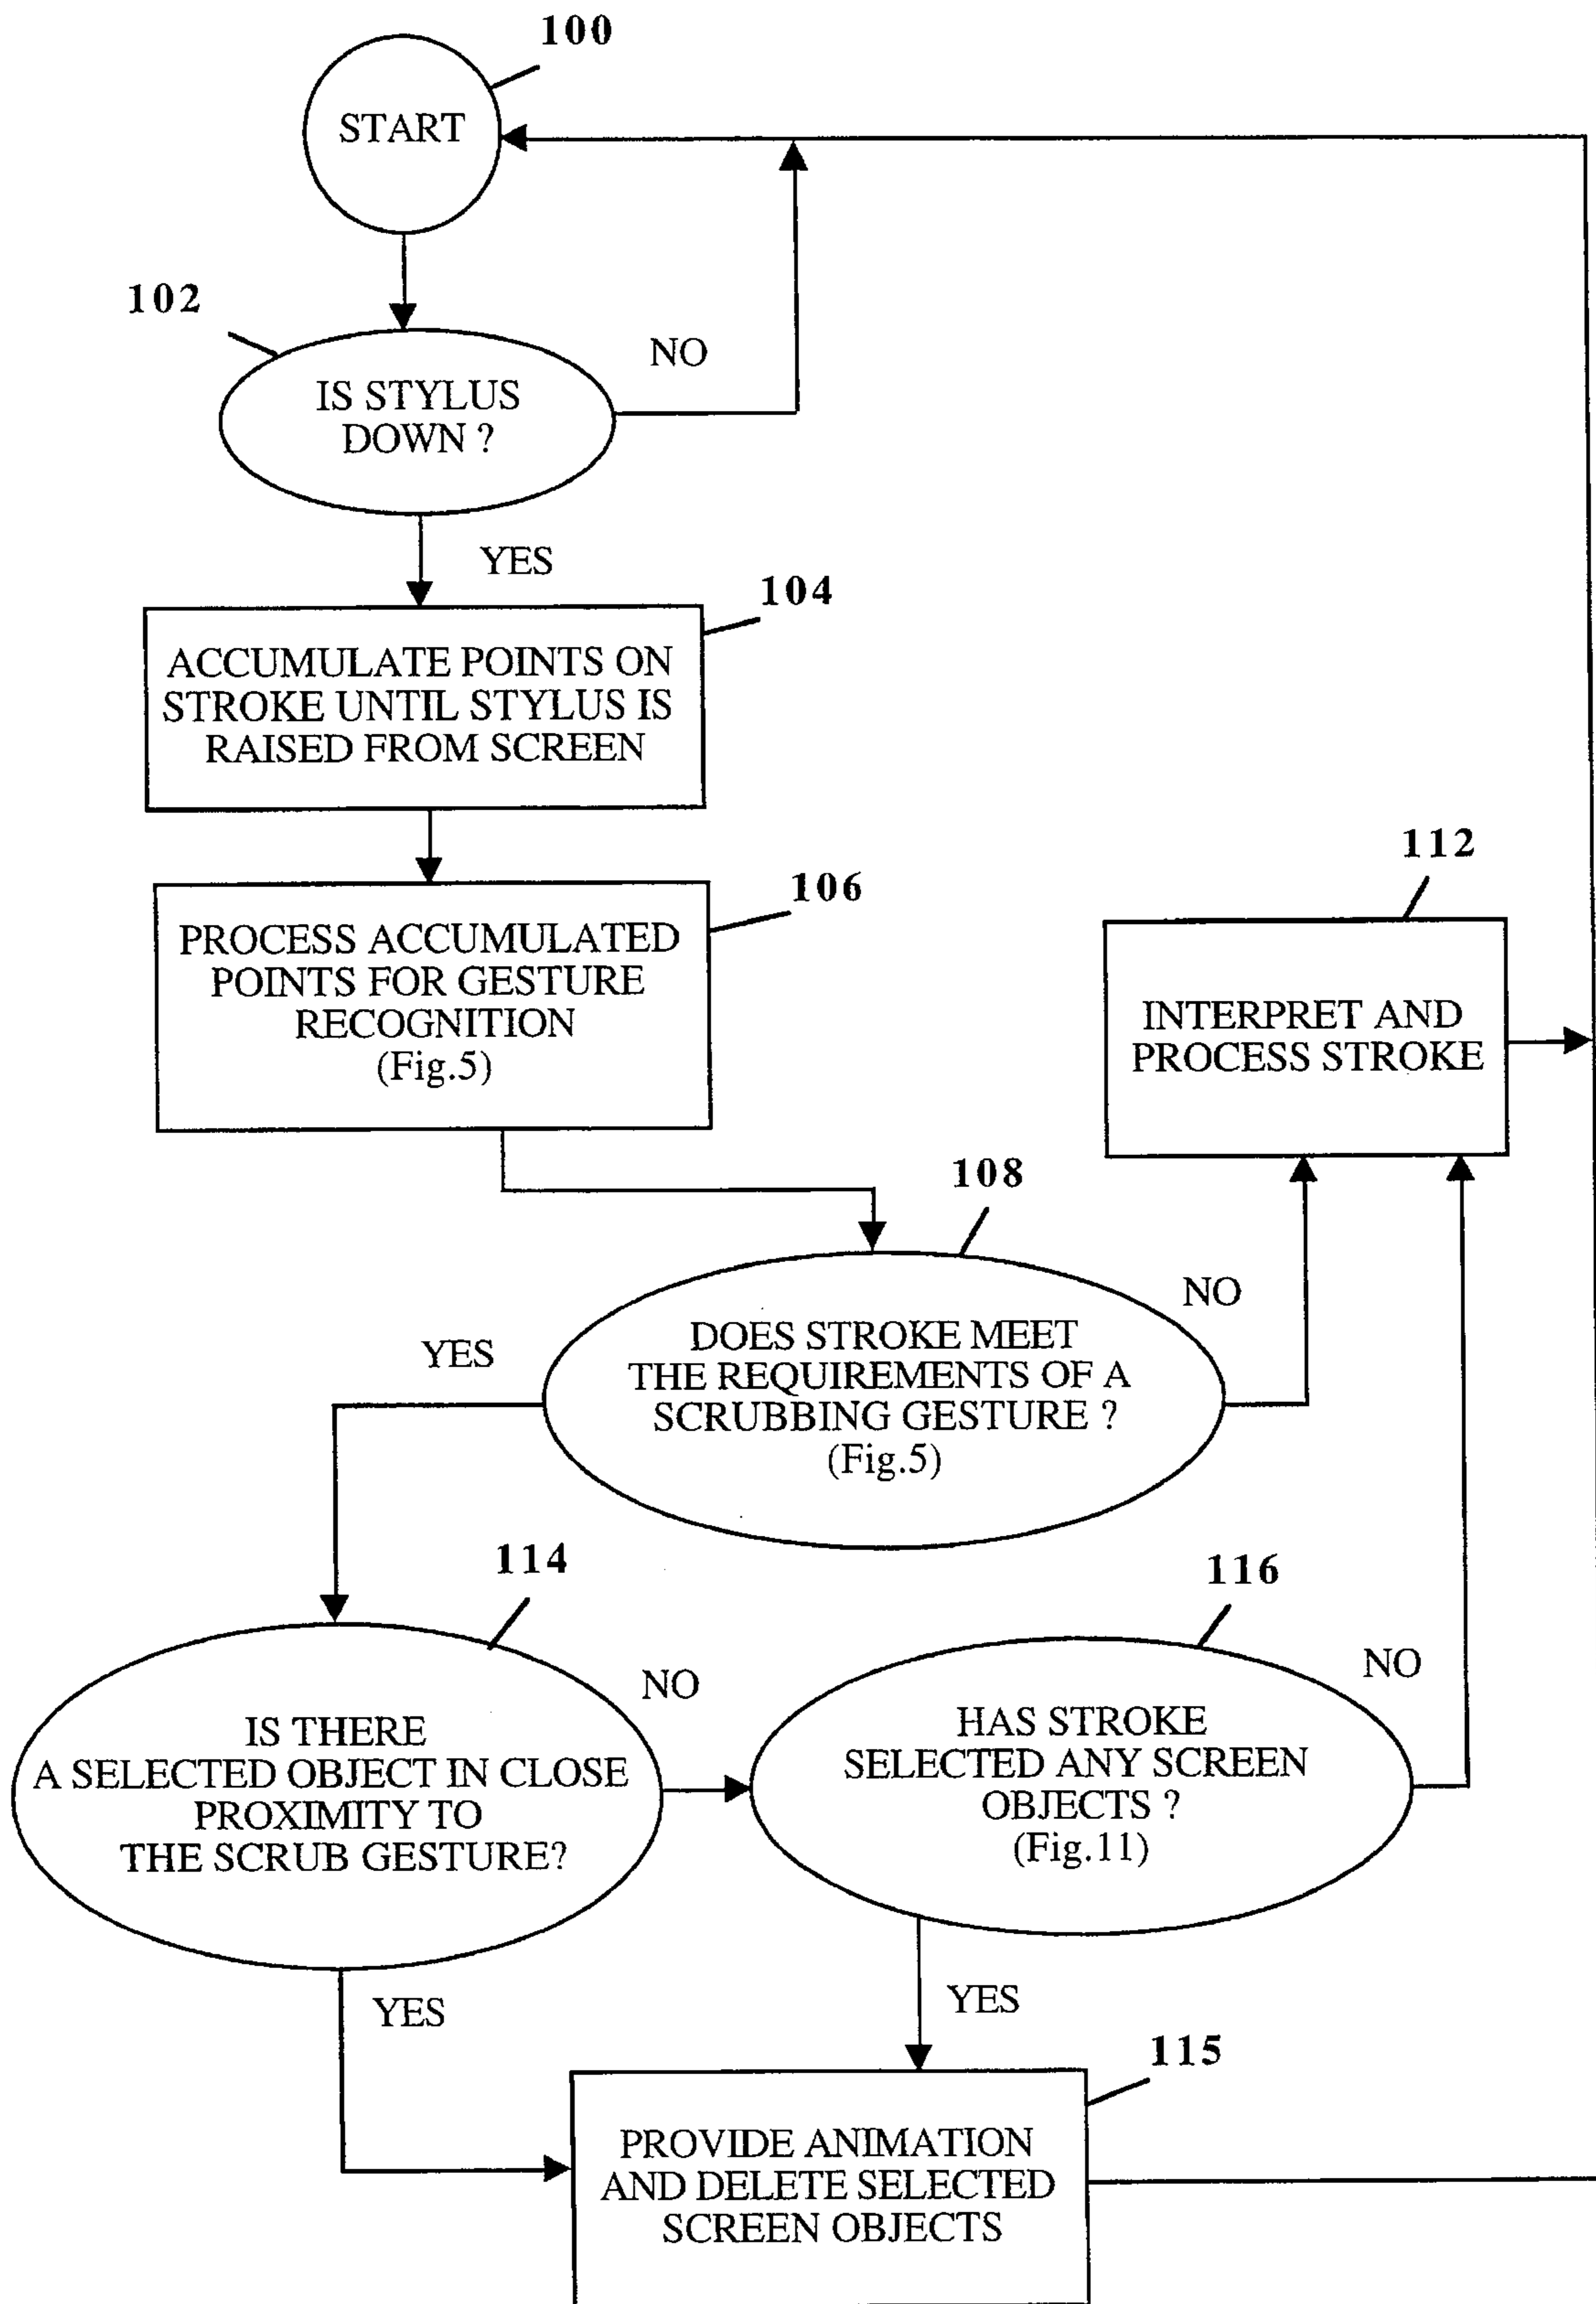 100
START
102
IS STYLUS
DOWN ?
NO
YES
104
ACCUMULATE POINTS ON
STROKE UNTIL STYLUS IS
RAISED FROM SCREEN
106
PROCESS ACCUMULATED
POINTS FOR GESTURE
RECOGNITION
(Fig.5)
112
INTERPRET AND
PROCESS STROKE
108
DOES STROKE MEET
THE REQUIREMENTS OF A
SCRUBBING GESTURE ?
(Fig.5)
NO
YES
114
IS THERE
A SELECTED OBJECT IN CLOSE
PROXIMITY TO
THE SCRUB GESTURE?
NO
116
HAS STROKE
SELECTED ANY SCREEN
OBJECTS ?
(Fig.11)
NO
YES
YES
115
PROVIDE ANIMATION
AND DELETE SELECTED
SCREEN OBJECTS